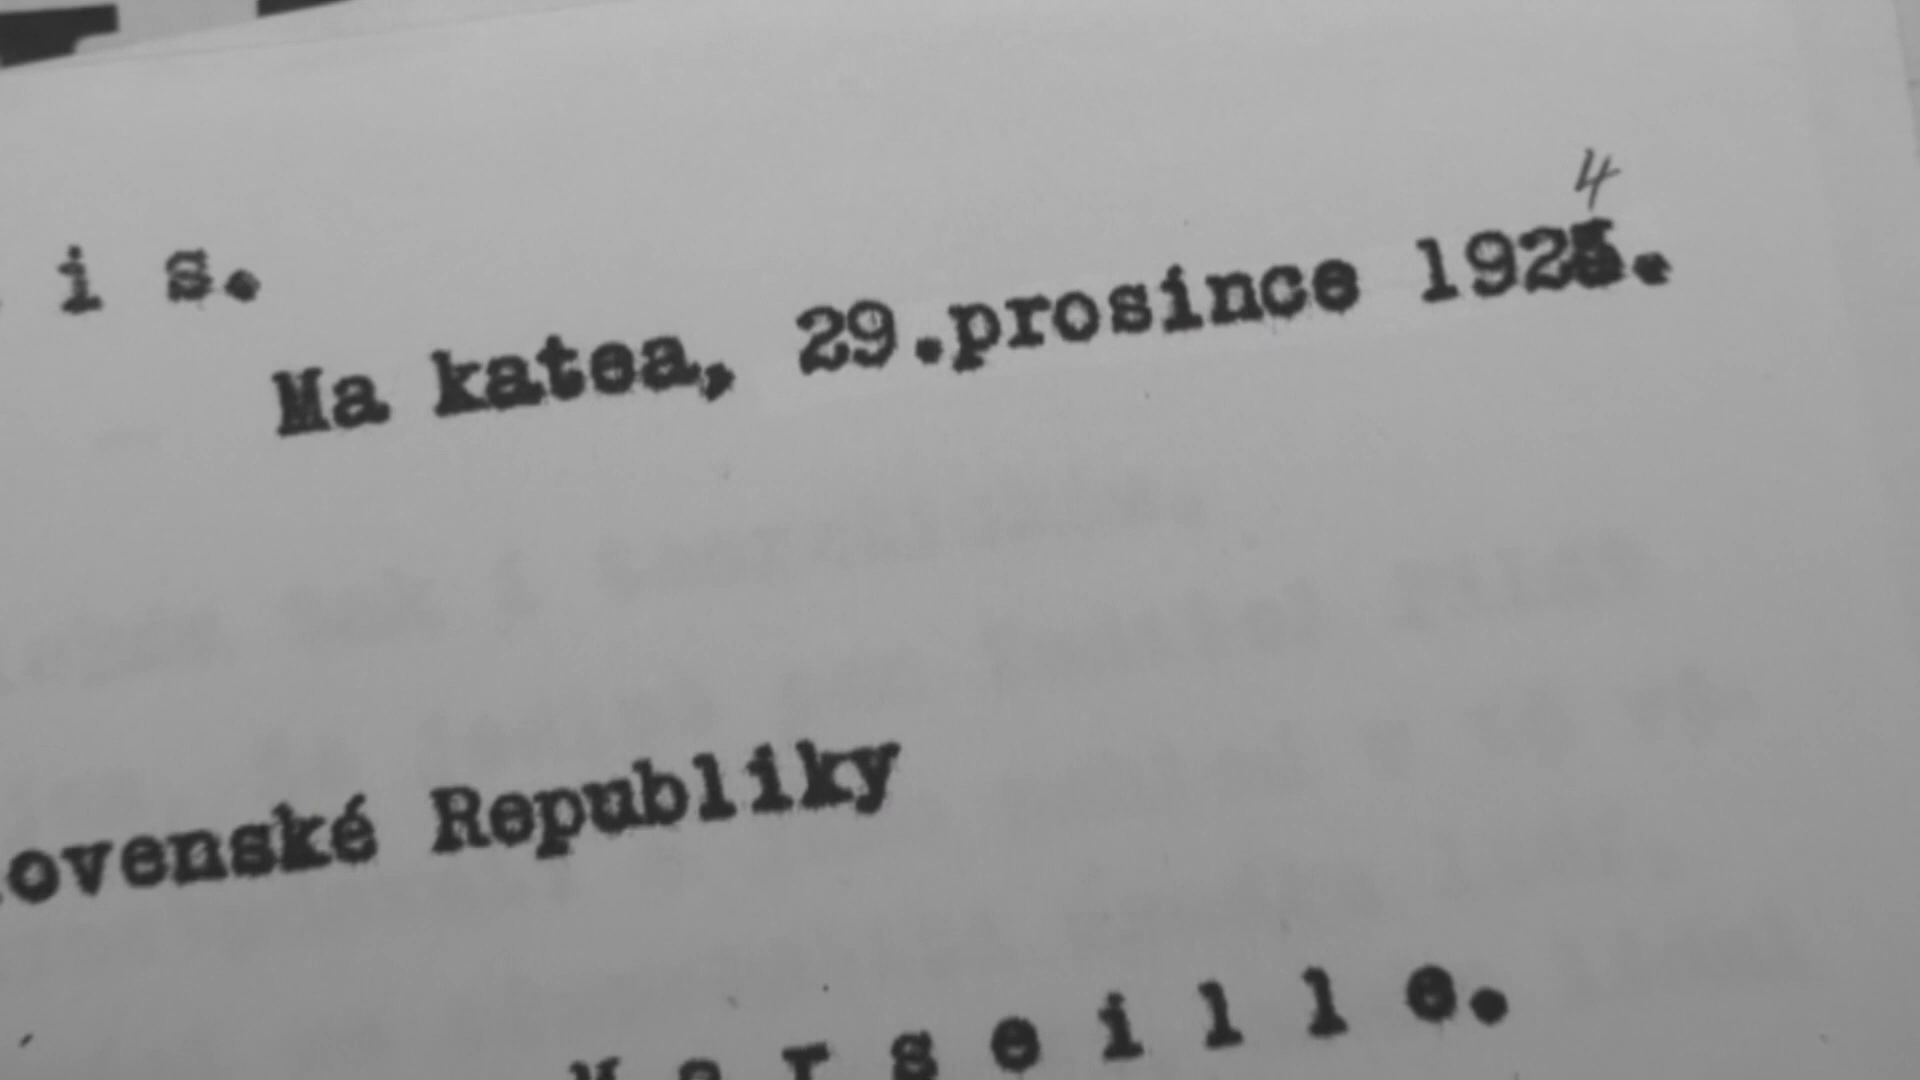 i s.
4
Ma katea, 29.prosince 1925.
ovenské Republiky
M a r s e i l l e.